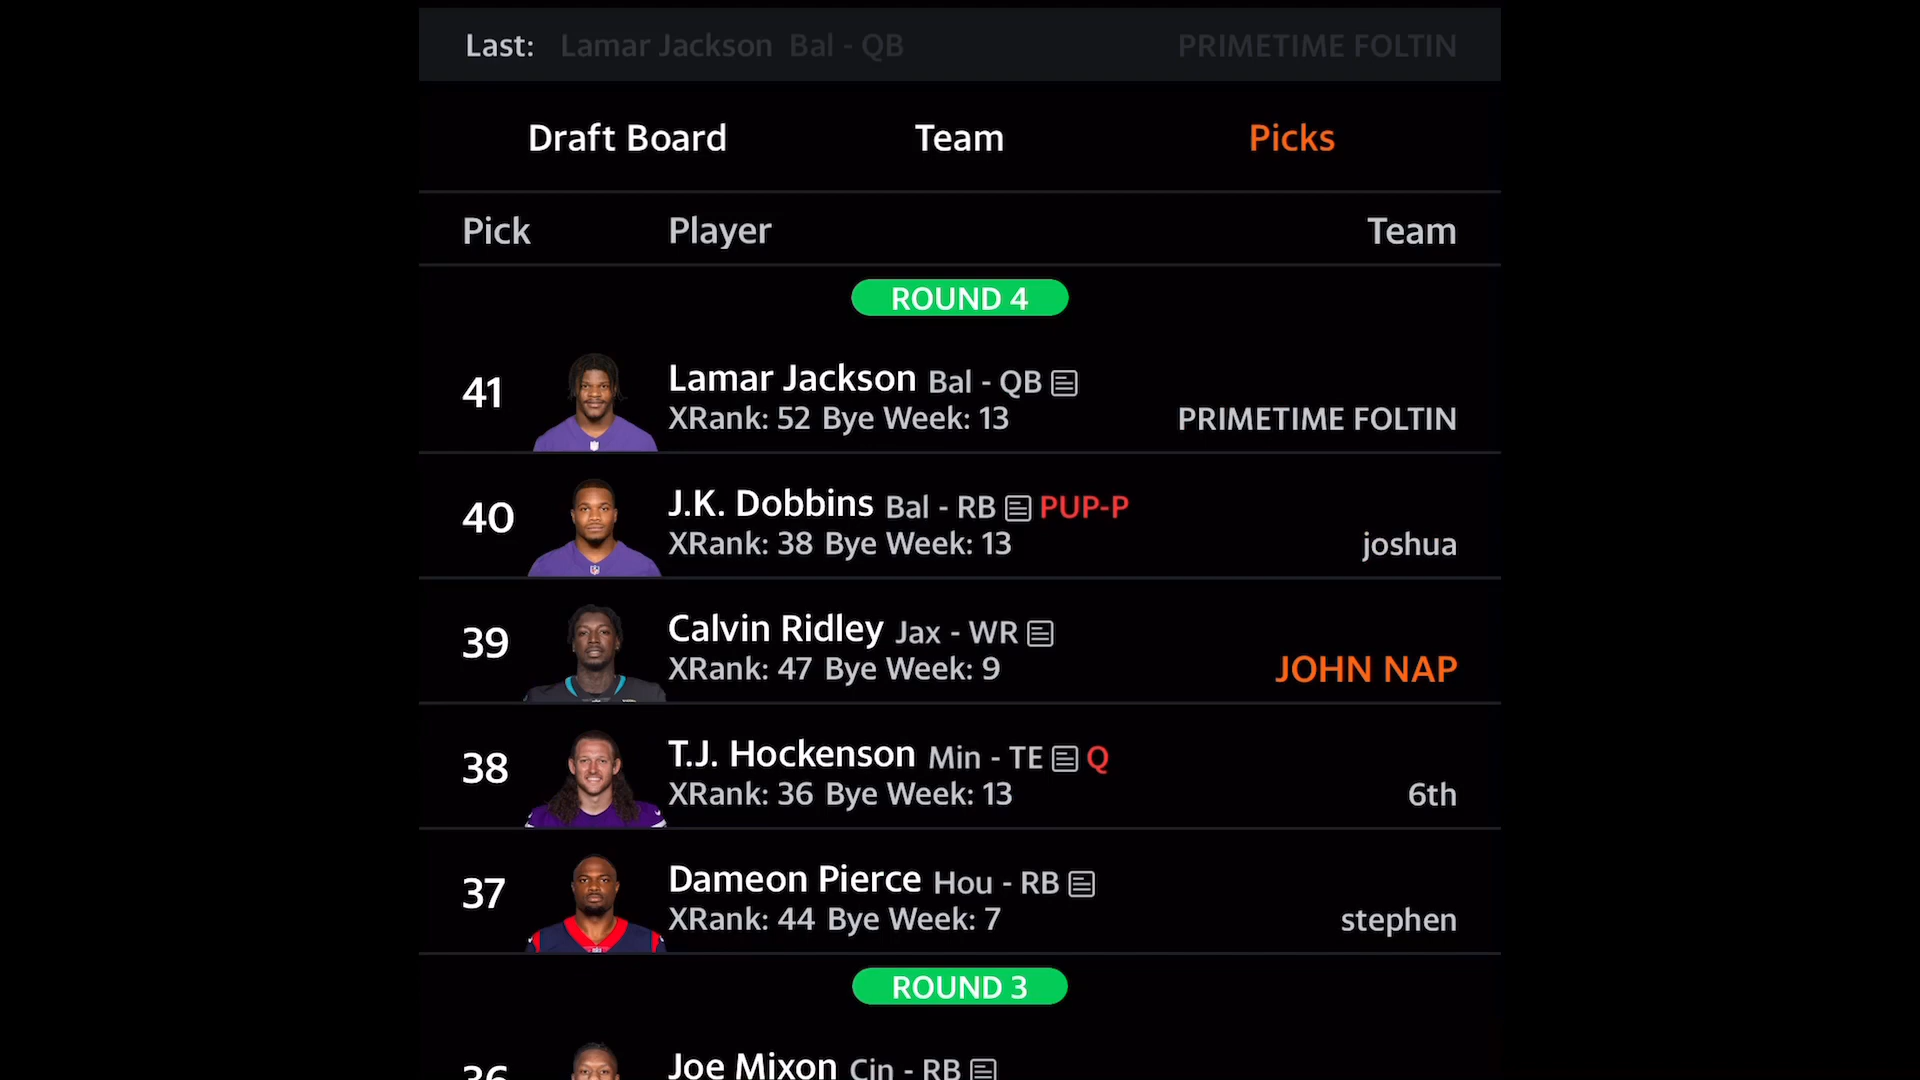 Last: Lamar Jackson Bal - QB PRIMETIME FOLTIN
Draft Board Team Picks
Pick Player Team
ROUND 4
41 Lamar Jackson Bal - QB
XRank: 52 Bye Week: 13 PRIMETIME FOLTIN
40 J.K. Dobbins Bal - RB PUP-P
XRank: 38 Bye Week: 13 joshua
39 Calvin Ridley Jax - WR
XRank: 47 Bye Week: 9 JOHN NAP
38 T.J. Hockenson Min - TE Q
XRank: 36 Bye Week: 13 6th
37 Dameon Pierce Hou - RB
XRank: 44 Bye Week: 7 stephen
ROUND 3
36 Joe Mixon Cin - RB